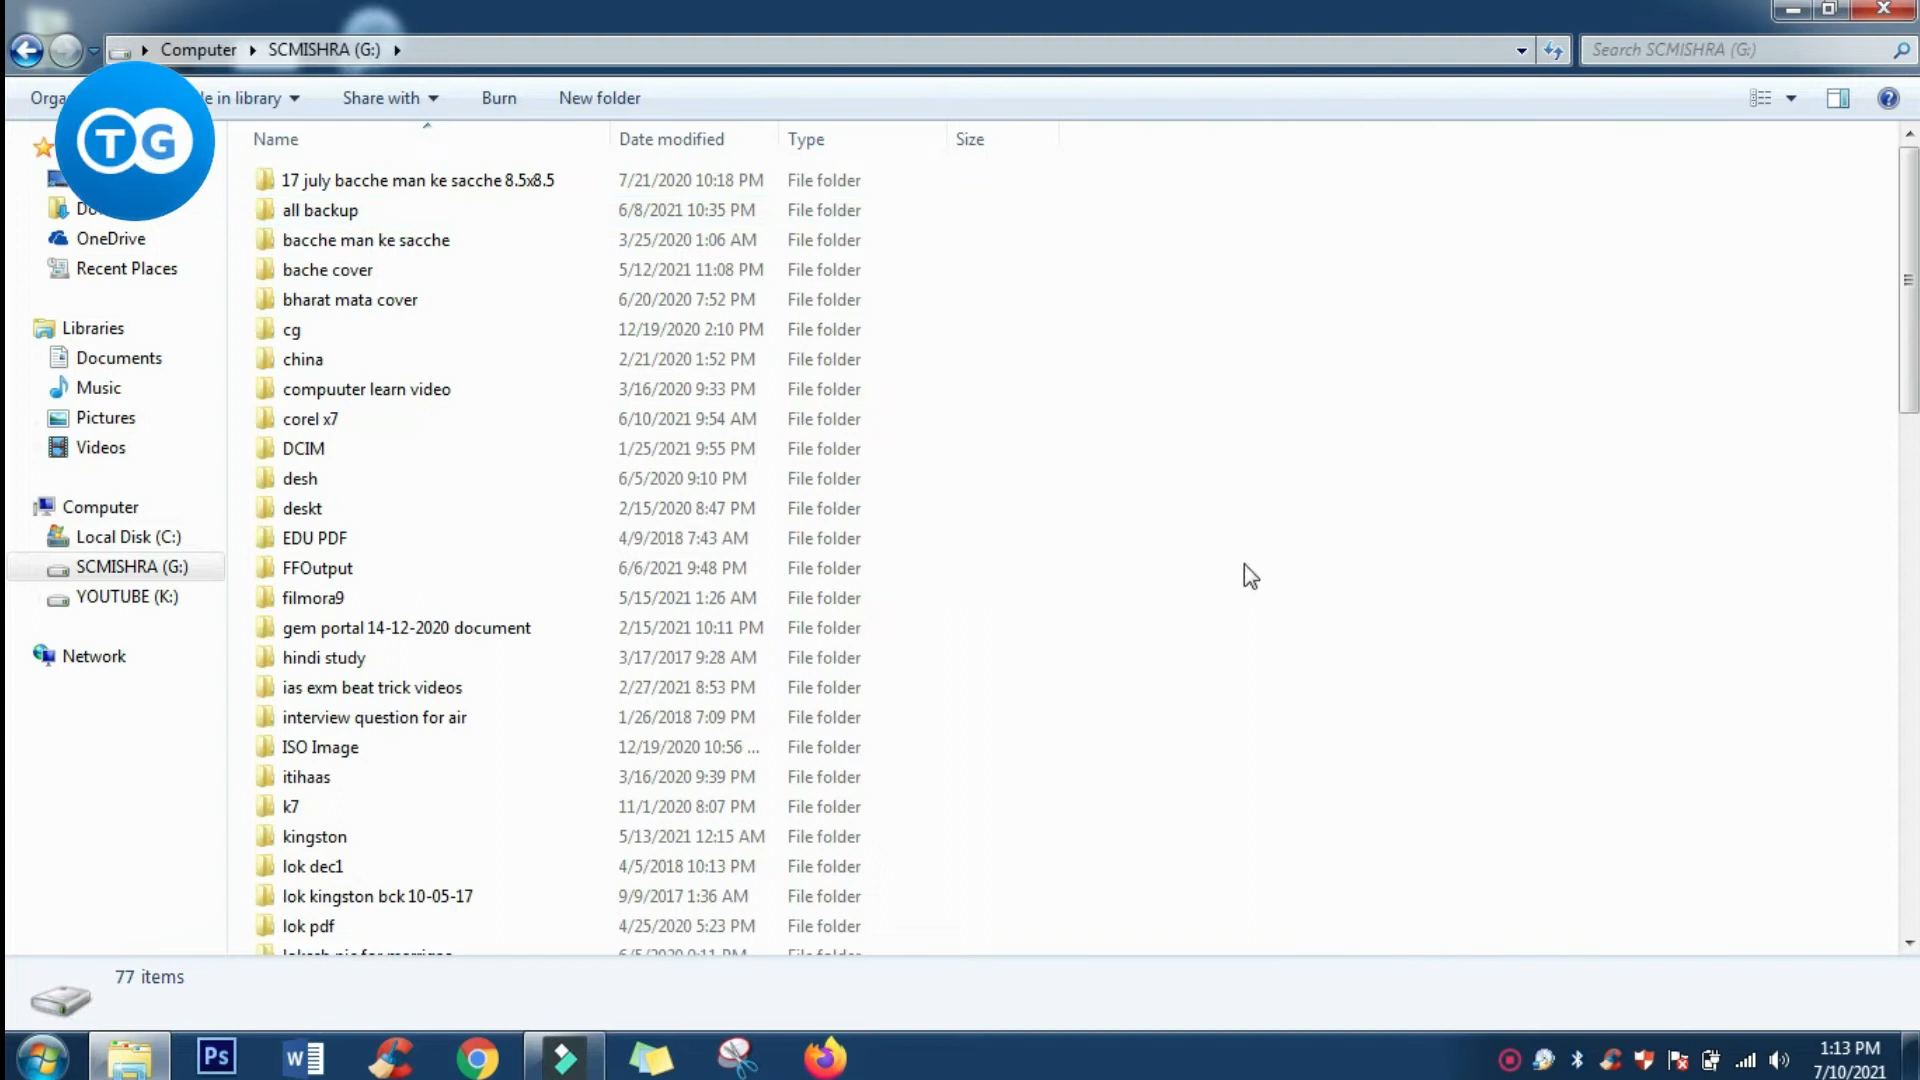 Computer SCMISHRA (G:)
Search SCMISHRA (G:)
in library Share with Burn New folder
TG
Name Date modified Type Size
17 july bacche man ke sacche 8.5x8.5 7/21/2020 10:18 PM File folder
all backup 6/8/2021 10:35 PM File folder
bacche man ke sacche 3/25/2020 1:06 AM File folder
bache cover 5/12/2021 11:08 PM File folder
bharat mata cover 6/20/2020 7:52 PM File folder
cg 12/19/2020 2:10 PM File folder
china 2/21/2020 1:52 PM File folder
compuuter learn video 3/16/2020 9:33 PM File folder
corel x7 6/10/2021 9:54 AM File folder
DCIM 1/25/2021 9:55 PM File folder
desh 6/5/2020 9:10 PM File folder
deskt 2/15/2020 8:47 PM File folder
EDU PDF 4/9/2018 7:43 AM File folder
FFOutput 6/6/2021 9:48 PM File folder
filmora9 5/15/2021 1:26 AM File folder
gem portal 14-12-2020 document 2/15/2021 10:11 PM File folder
hindi study 3/17/2017 9:28 AM File folder
ias exm beat trick videos 2/27/2021 8:53 PM File folder
interview question for air 1/26/2018 7:09 PM File folder
ISO Image 12/19/2020 10:56 ... File folder
itihaas 3/16/2020 9:39 PM File folder
k7 11/1/2020 8:07 PM File folder
kingston 5/13/2021 12:15 AM File folder
lok dec1 4/5/2018 10:13 PM File folder
lok kingston bck 10-05-17 9/9/2017 1:36 AM File folder
lok pdf 4/25/2020 5:23 PM File folder
OneDrive
Recent Places
Libraries
Documents
Music
Pictures
Videos
Computer
Local Disk (C:)
SCMISHRA (G:)
YOUTUBE (K:)
Network
77 items
Ps
W
1:13 PM
7/10/2021